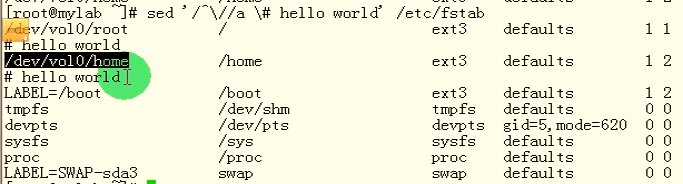 [root@mylab ~]# sed '/^\//a \# hello world' /etc/fstab
/dev/vol0/root / ext3 defaults 1 1
# hello world
/dev/vol0/home /home ext3 defaults 1 2
# hello world
LABEL=/boot /boot ext3 defaults 1 2
tmpfs /dev/shm tmpfs defaults 0 0
devpts /dev/pts devpts gid=5,mode=620 0 0
sysfs /sys sysfs defaults 0 0
proc /proc proc defaults 0 0
LABEL=SWAP-sda3 swap swap defaults 0 0